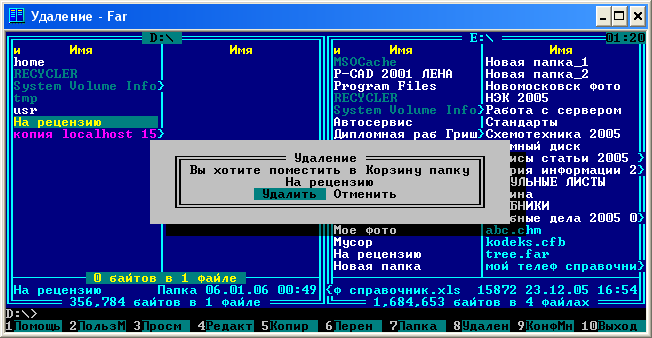 Удаление - Far
D:\
и Имя Имя
home
RECYCLER
System Volume Info}
tmp
usr
На рецензию
копия localhost 15}
0 байтов в 1 файле
На рецензию Папка 06.01.06 00:49
356,784 байтов в 1 файле
E:\ 01:20
и Имя Имя
MSOCache
P-CAD 2001 ЛЕНА
Program Files
RECYCLER
System Volume Info}
Автосервис
Дипломная раб Гриш}
Мое фото
Мусор
На рецензию
Новая папка
Новая папка_1
Новая папка_2
Новомосковск фото
НЭК 2005
Работа с сервером
Стандарты
Схемотехника 2005
мный диск
исы статьи 2005 }
рия информации 2}
УЛЬНЫЕ ЛИСТЫ
ина
БНИКИ
бные дела 2005 0}
abc.chm
kodeks.cfb
tree.far
мой телеф справочни}
{ф справочник.xls 15872 23.12.05 16:54
1,684,653 байтов в 4 файлах
Удаление
Вы хотите поместить в Корзину папку
На рецензию
Удалить Отменить
D:\>
1Помощь 2ПользМ 3Просм 4Редакт 5Копир 6Перен 7Папка 8Удален 9КонфМн 10Выход